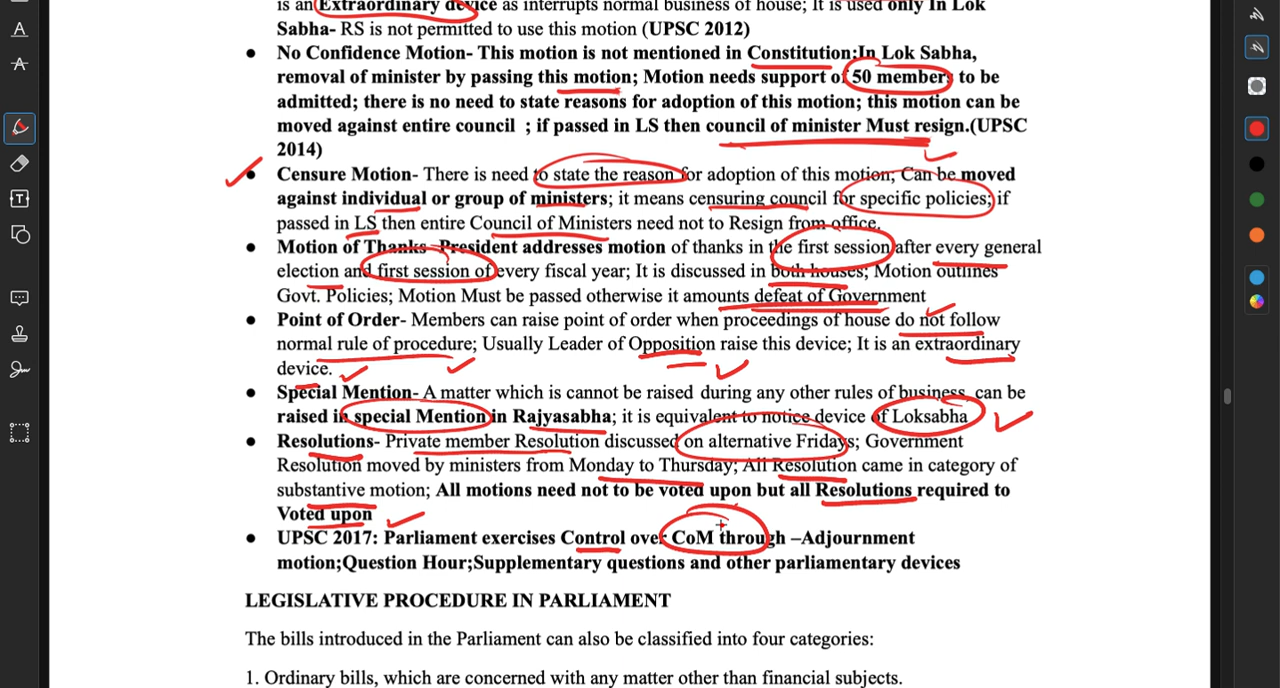 is an Extraordinary device as interrupts normal business of house; It is used only In Lok
Sabha- RS is not permitted to use this motion (UPSC 2012)
● No Confidence Motion- This motion is not mentioned in Constitution;In Lok Sabha,
removal of minister by passing this motion; Motion needs support of 50 members to be
admitted; there is no need to state reasons for adoption of this motion; this motion can be
moved against entire council ; if passed in LS then council of minister Must resign.(UPSC
2014)
● Censure Motion- There is need to state the reason for adoption of this motion; Can be moved
against individual or group of ministers; it means censuring council for specific policies; if
passed in LS then entire Council of Ministers need not to Resign from office.
● Motion of Thanks- President addresses motion of thanks in the first session after every general
election and first session of every fiscal year; It is discussed in both houses; Motion outlines
Govt. Policies; Motion Must be passed otherwise it amounts defeat of Government
● Point of Order- Members can raise point of order when proceedings of house do not follow
normal rule of procedure; Usually Leader of Opposition raise this device; It is an extraordinary
device.
● Special Mention- A matter which is cannot be raised during any other rules of business, can be
raised in special Mention in Rajyasabha; it is equivalent to notice device of Loksabha
● Resolutions- Private member Resolution discussed on alternative Fridays; Government
Resolution moved by ministers from Monday to Thursday; All Resolution came in category of
substantive motion; All motions need not to be voted upon but all Resolutions required to
Voted upon
● UPSC 2017: Parliament exercises Control over CoM through –Adjournment
motion;Question Hour;Supplementary questions and other parliamentary devices
LEGISLATIVE PROCEDURE IN PARLIAMENT
The bills introduced in the Parliament can also be classified into four categories:
1. Ordinary bills, which are concerned with any matter other than financial subjects.